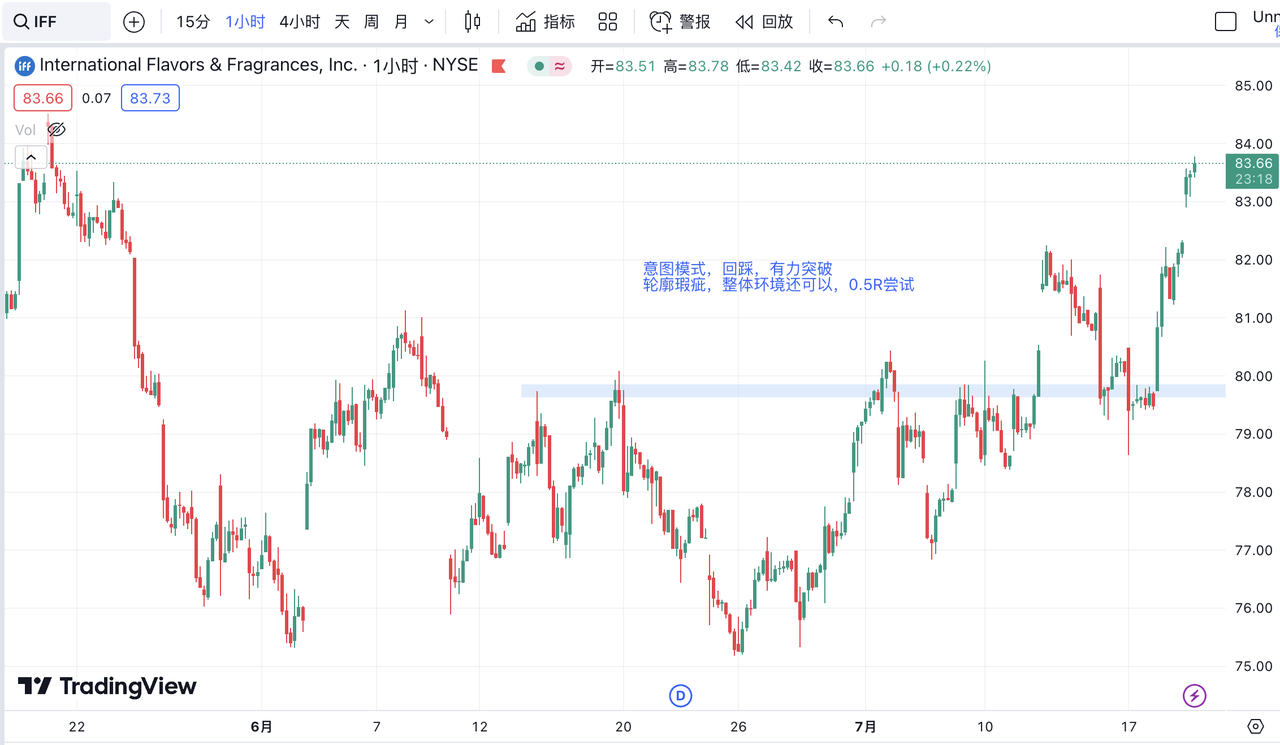 IFF 15分 1小时 4小时 天 周 月 指标 警报 回放 Unn
International Flavors & Fragrances, Inc. · 1小时 · NYSE 开=83.51 高=83.78 低=83.42 收=83.66 +0.18 (+0.22%)
83.66 0.07 83.73
Vol
85.00
84.00
83.66
23:18
83.00
82.00
意图模式，回踩，有力突破
轮廓瑕疵，整体环境还可以，0.5R尝试
81.00
80.00
79.00
78.00
77.00
76.00
75.00
TradingView
D
22 6月 7 12 20 26 7月 10 17